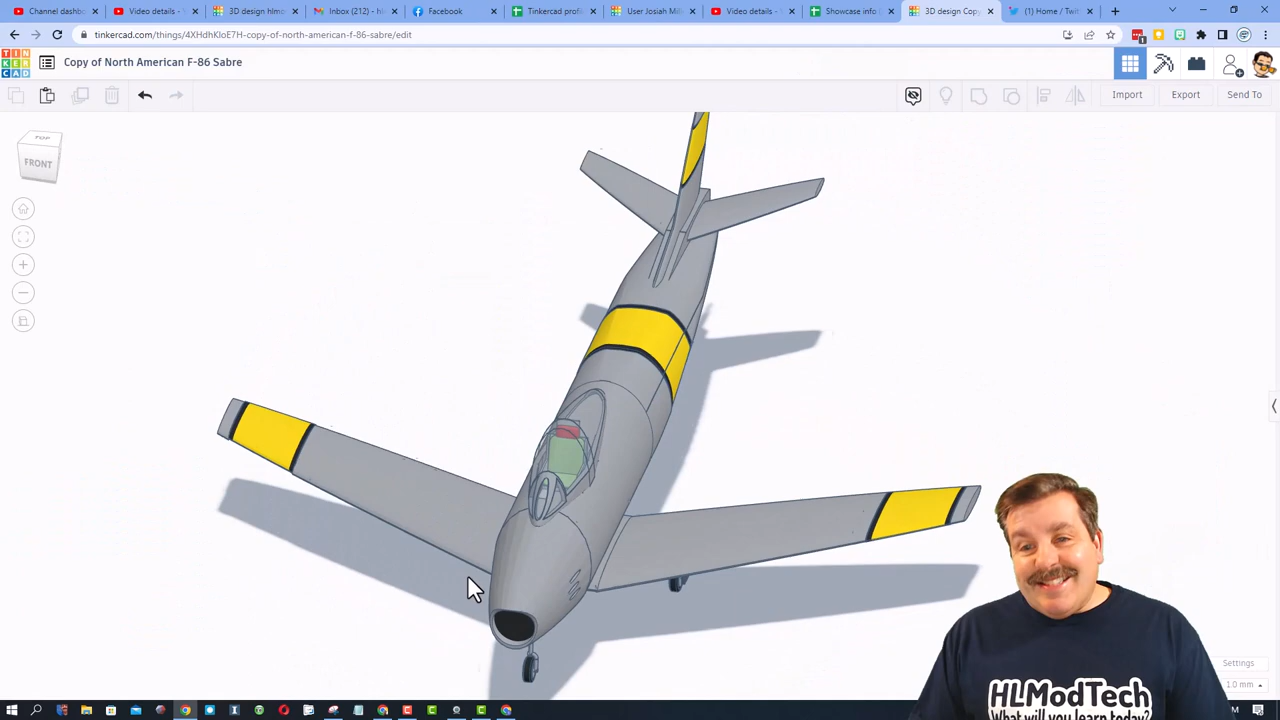 Channel dashbo
Video details - S
3D design hlmo
Inbox (212) - hl
Facebook
Tinkercad profi
User Josiah Mil
Video details - S
Showcase info (
3D design Copy
(1) Home / Twit
tinkercad.com/things/4XHdhKIoE7H-copy-of-north-american-f-86-sabre/edit
TIN
KER
CAD
Copy of North American F-86 Sabre
Import
Export
Send To
TOP
FRONT
Settings
1.0 mm
HLModTech
What will you learn today?